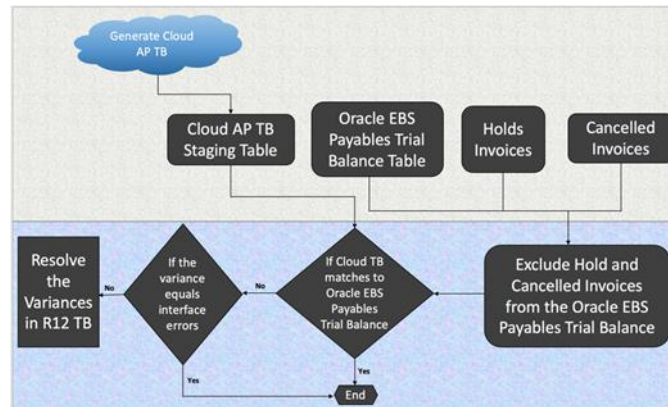 Generate Cloud
AP TB
Cloud AP TB
Staging Table
Oracle EBS
Payables Trial
Balance Table
Holds
Invoices
Cancelled
Invoices
Resolve
the
Variances
in R12 TB
No
If the
variance
equals
interface
errors
No
If Cloud TB
matches to
Oracle EBS
Payables
Trial Balance
Exclude Hold and
Cancelled Invoices
from the Oracle EBS
Payables Trial Balance
Yes
Yes
End